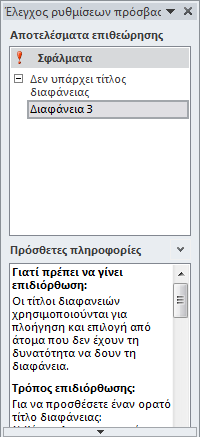 Έλεγχος ρυθμίσεων πρόσβας
Αποτελέσματα επιθεώρησης
Σφάλματα
Δεν υπάρχει τίτλος
διαφάνειας
Διαφάνεια 3
Πρόσθετες πληροφορίες
Γιατί πρέπει να γίνει
επιδιόρθωση:
Οι τίτλοι διαφανειών
χρησιμοποιούνται για
πλοήγηση και επιλογή από
άτομα που δεν έχουν τη
δυνατότητα να δουν τη
διαφάνεια.
Τρόπος επιδιόρθωσης:
Για να προσθέσετε έναν ορατό
τίτλο διαφάνειας: